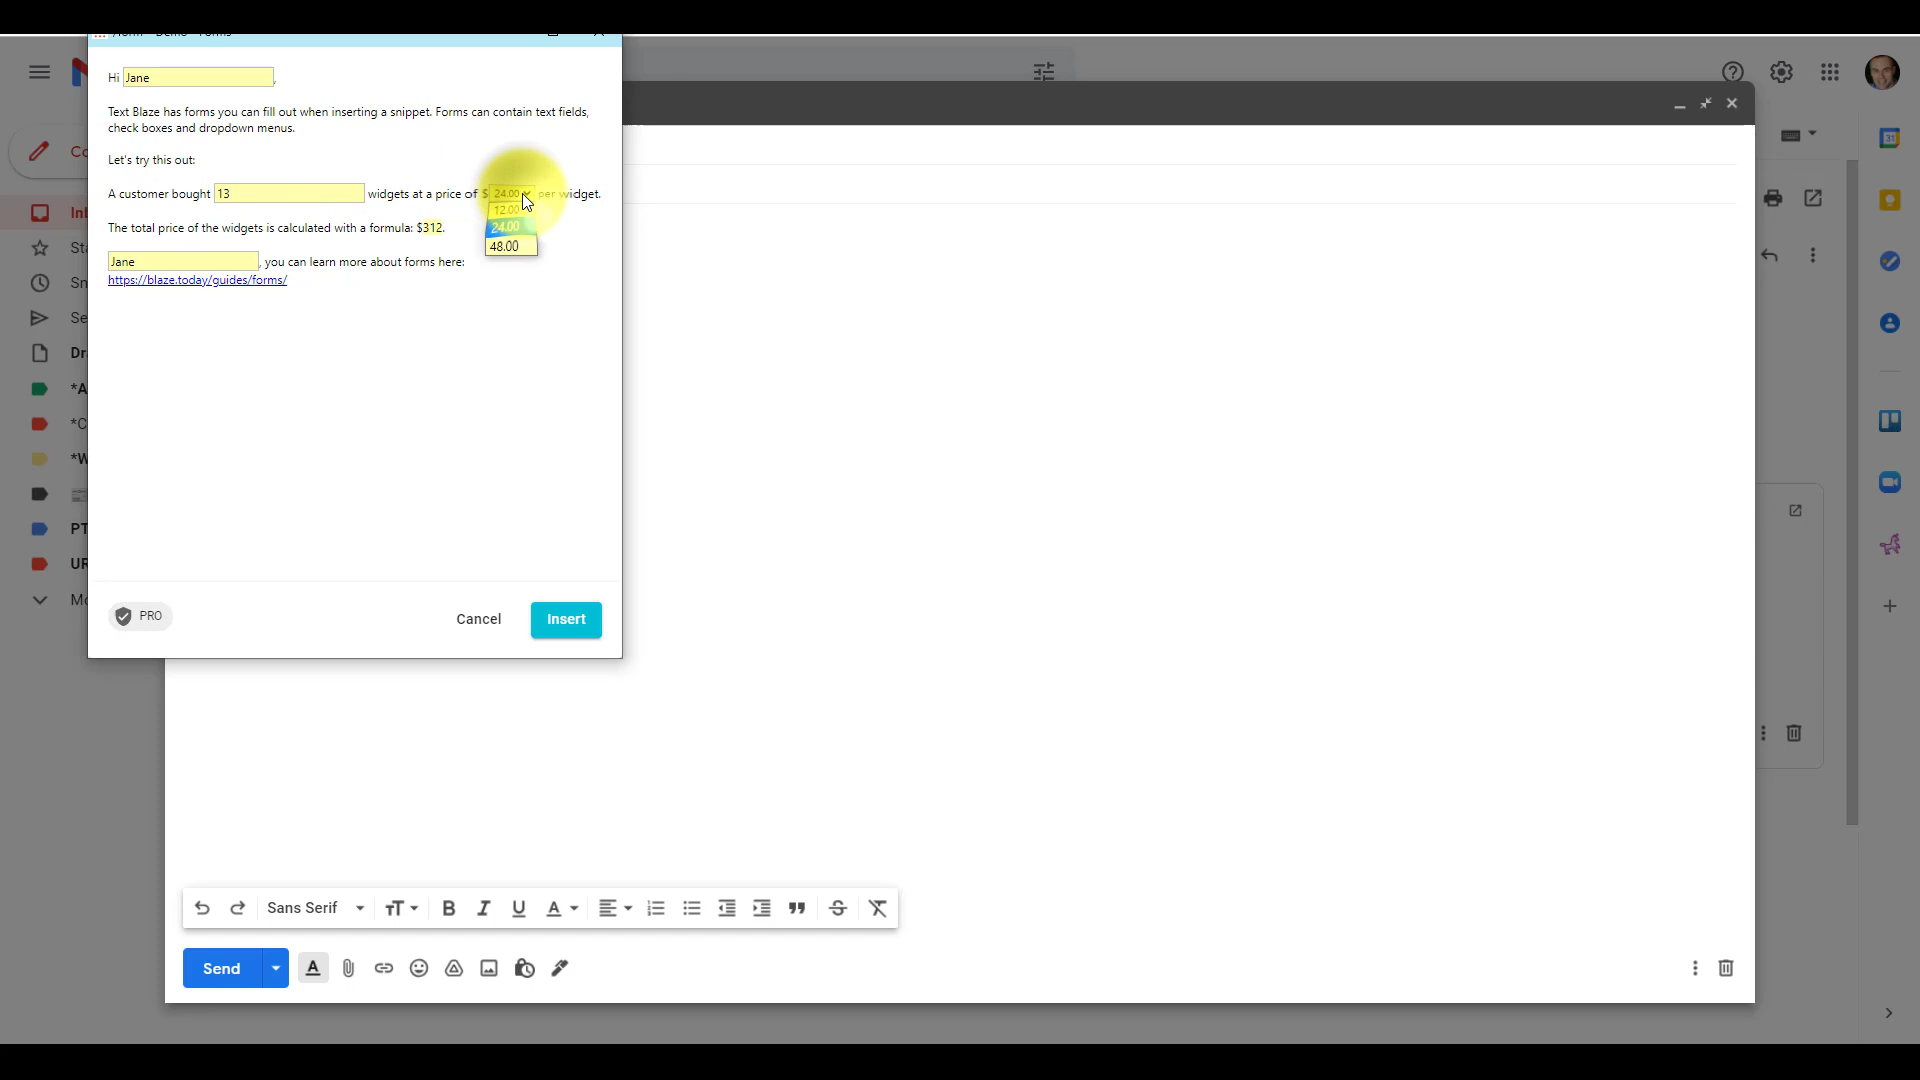 Hi Jane,
Text Blaze has forms you can fill out when inserting a snippet. Forms can contain text fields,
check boxes and dropdown menus.
Let's try this out:
A customer bought 13 widgets at a price of $ 24.00 per widget.
12.00
24.00
48.00
The total price of the widgets is calculated with a formula: $312.
Jane, you can learn more about forms here:
https://blaze.today/guides/forms/
PRO
Cancel
Insert
Sans Serif
Send
31